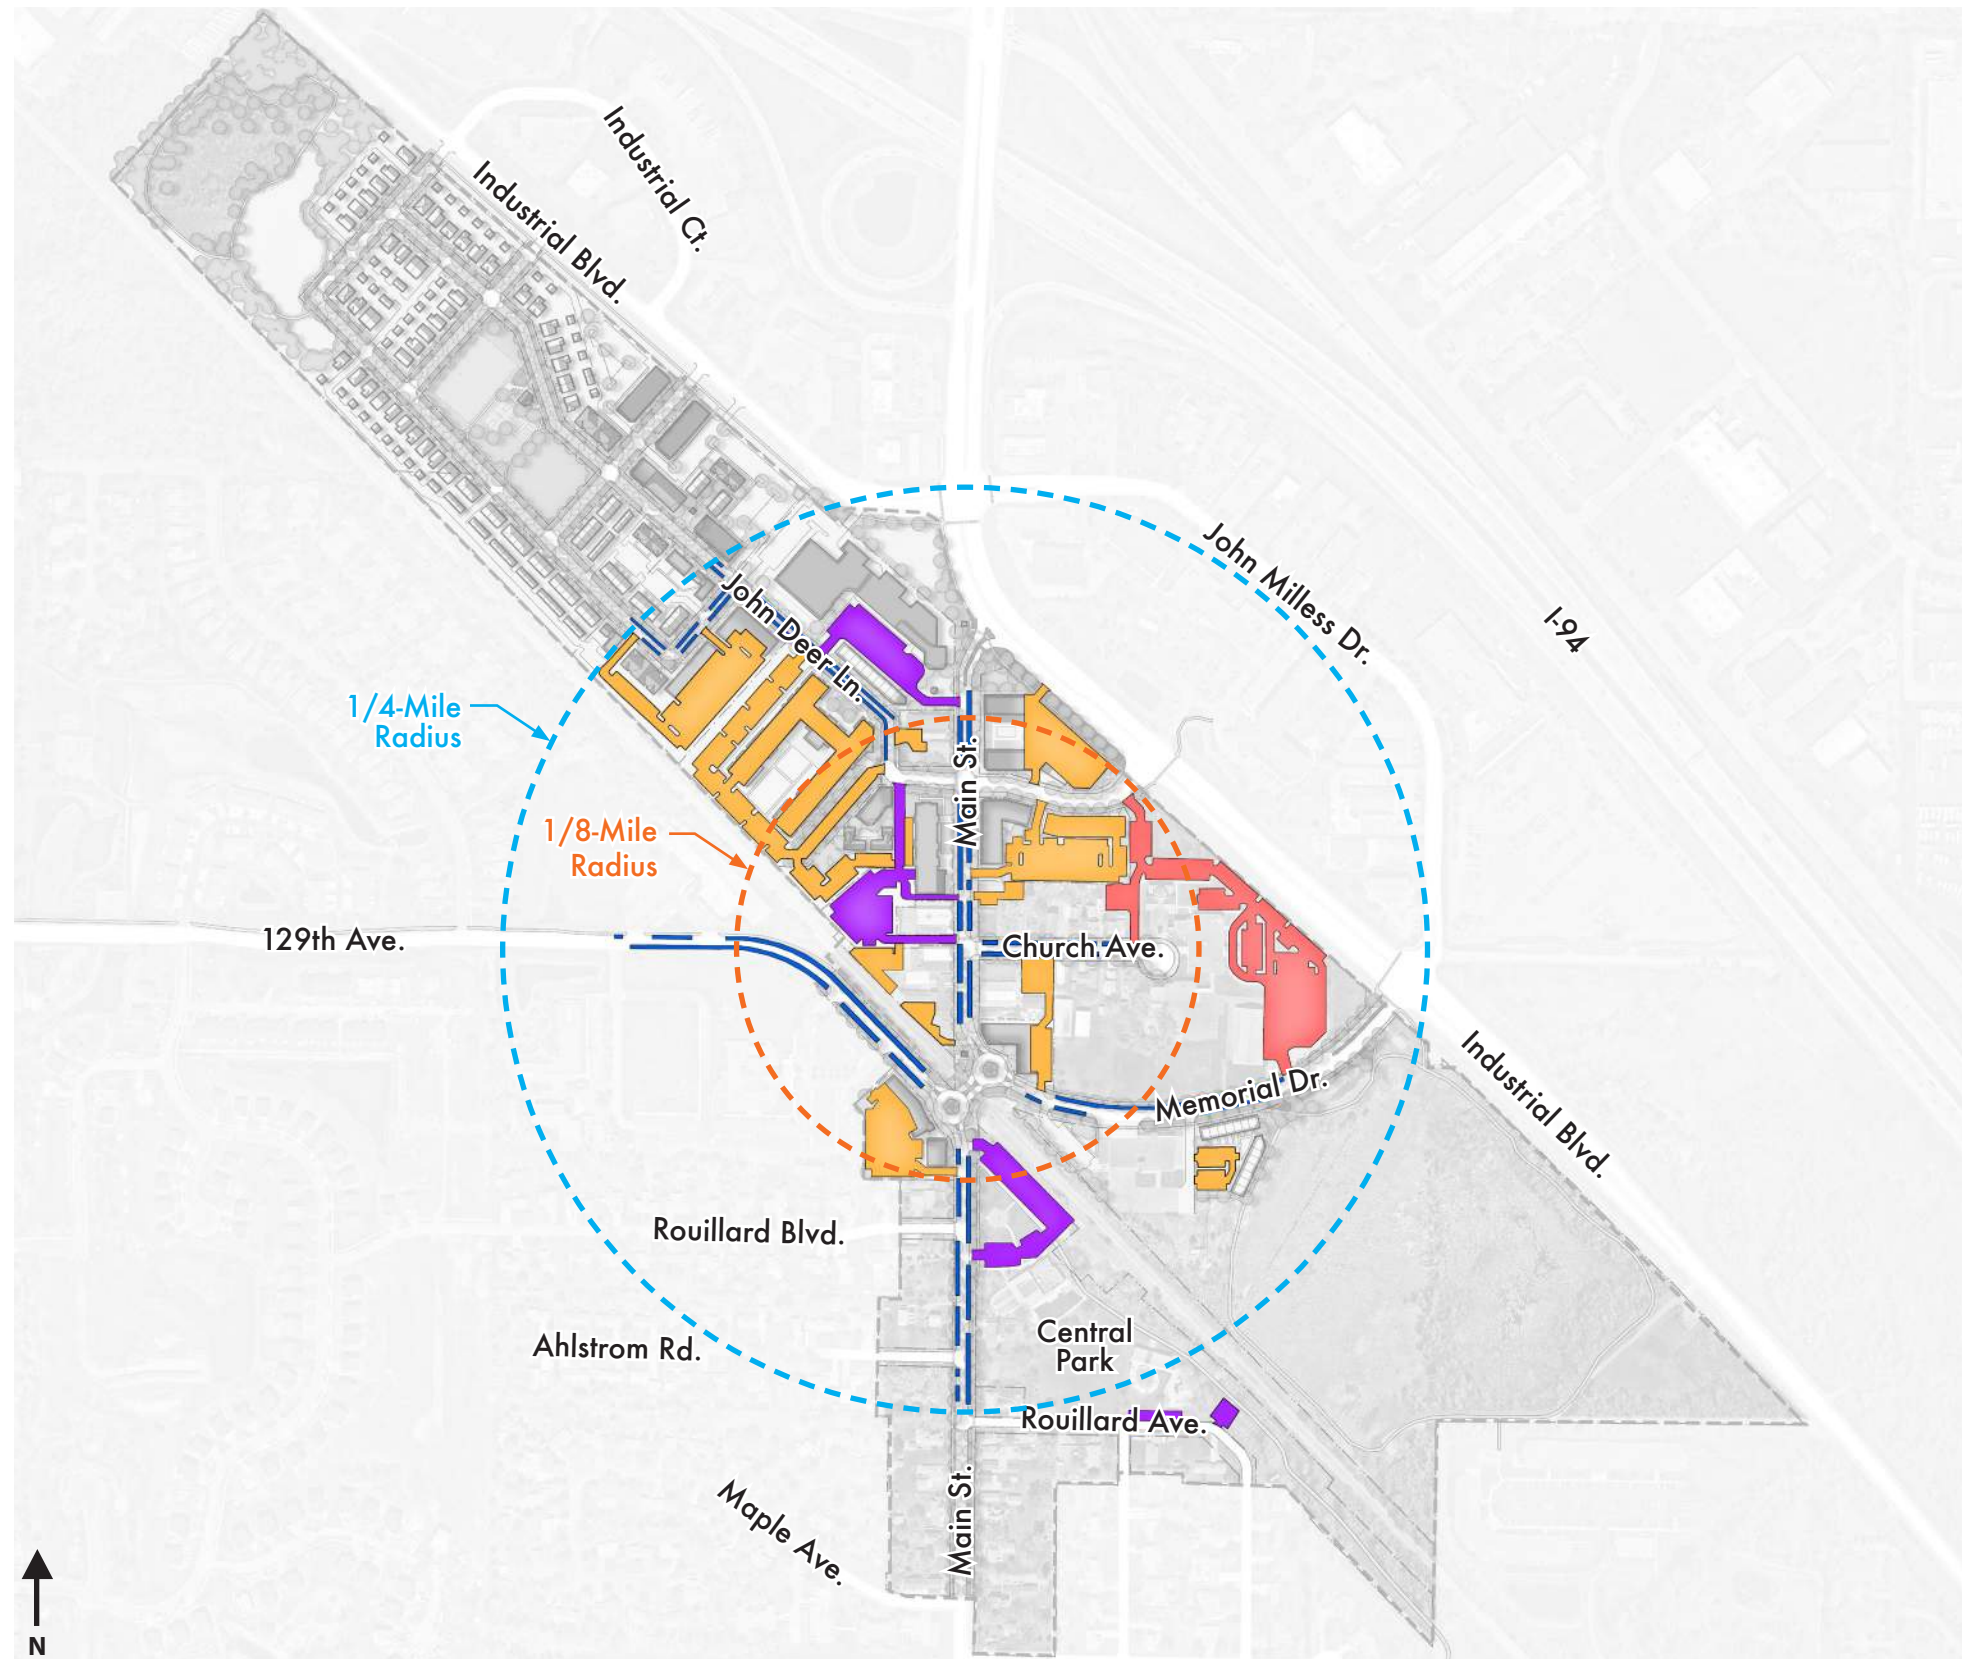 Industrial Ct.
Industrial Blvd.
John Milless Dr.
I-94
John Deer Ln.
1/4-Mile
Radius
Main St.
1/8-Mile
Radius
129th Ave.
Church Ave.
Industrial Blvd.
Memorial Dr.
Rouillard Blvd.
Central
Park
Ahlstrom Rd.
Rouillard Ave.
Main St.
Maple Ave.
N